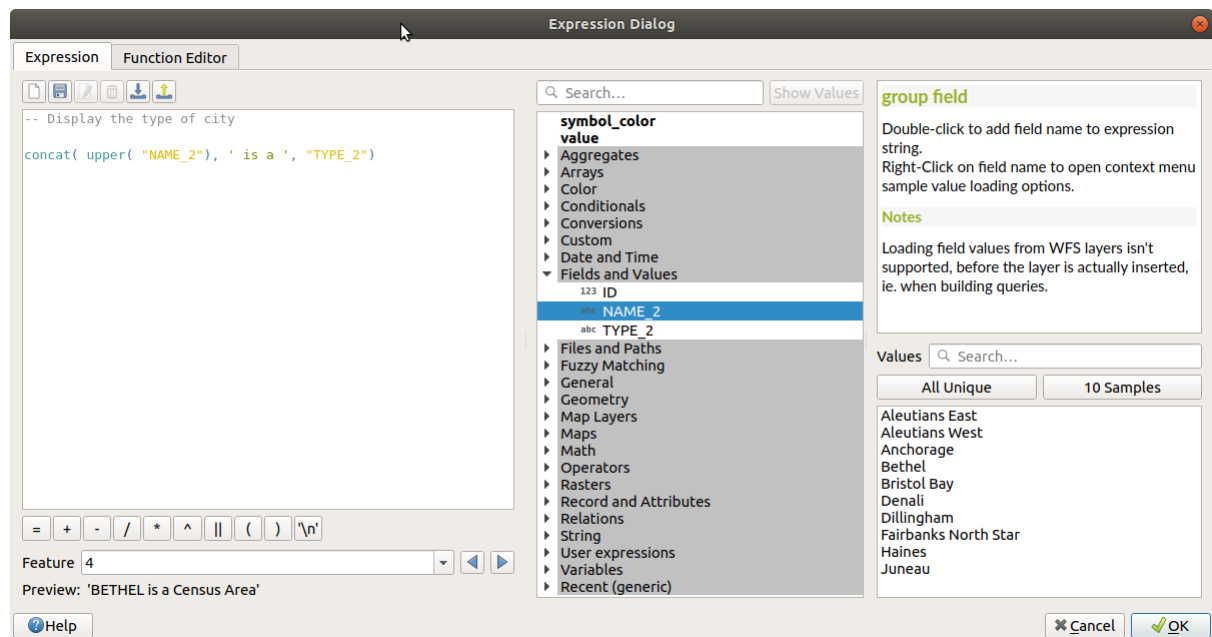 Expression Dialog
Expression
Function Editor
-- Display the type of city
concat( upper( "NAME_2"), ' is a ', "TYPE_2")
= + - / * ^ || ( ) '\n'
Feature 4
Preview: 'BETHEL is a Census Area'
Search...
Show Values
symbol_color
value
Aggregates
Arrays
Color
Conditionals
Conversions
Custom
Date and Time
Fields and Values
123 ID
abc NAME_2
abc TYPE_2
Files and Paths
Fuzzy Matching
General
Geometry
Map Layers
Maps
Math
Operators
Rasters
Record and Attributes
Relations
String
User expressions
Variables
Recent (generic)
group field
Double-click to add field name to expression
string.
Right-Click on field name to open context menu
sample value loading options.
Notes
Loading field values from WFS layers isn't
supported, before the layer is actually inserted,
ie. when building queries.
Values Search...
All Unique
10 Samples
Aleutians East
Aleutians West
Anchorage
Bethel
Bristol Bay
Denali
Dillingham
Fairbanks North Star
Haines
Juneau
Help
Cancel
OK